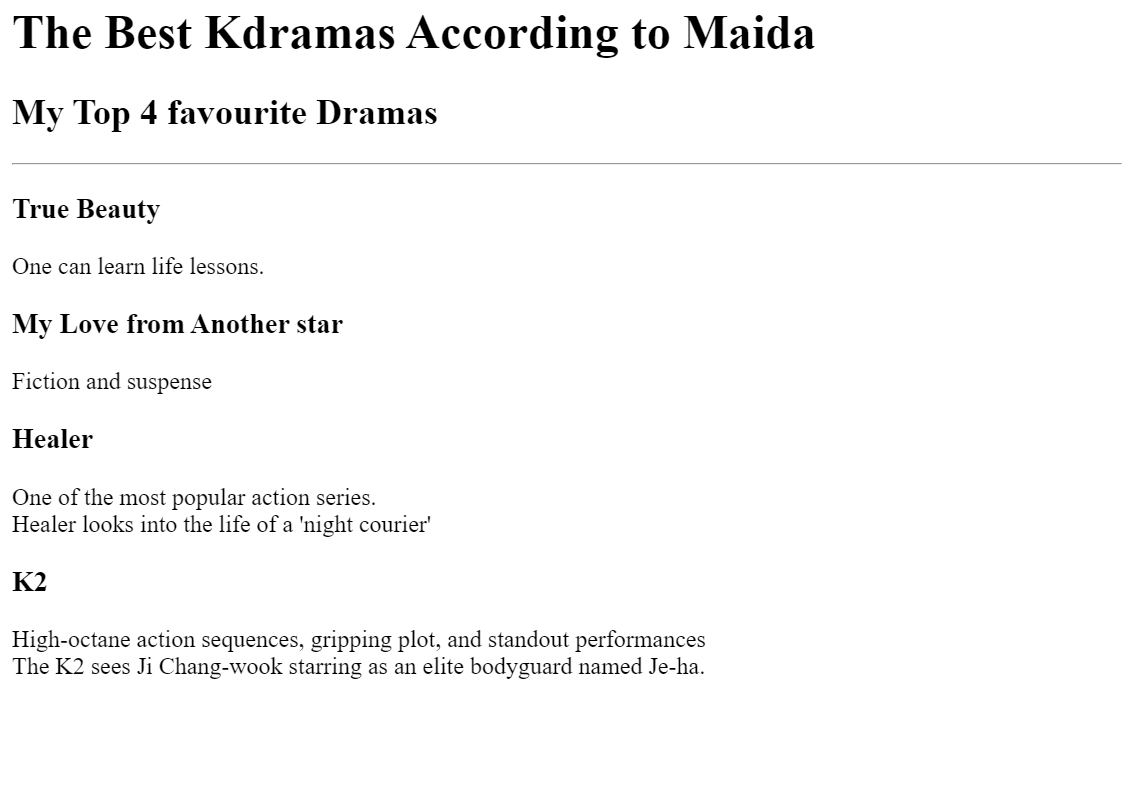 The Best Kdramas According to Maida
My Top 4 favourite Dramas
True Beauty
One can learn life lessons.
My Love from Another star
Fiction and suspense
Healer
One of the most popular action series.
Healer looks into the life of a 'night courier'
K2
High-octane action sequences, gripping plot, and standout performances
The K2 sees Ji Chang-wook starring as an elite bodyguard named Je-ha.